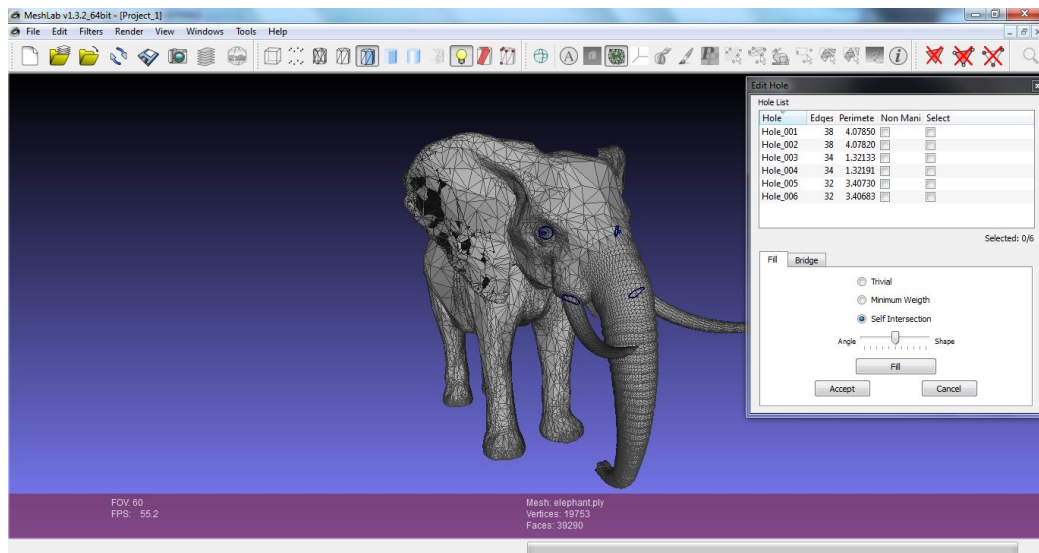 MeshLab v1.3.2_64bit - [Project_1]
File Edit Filters Render View Windows Tools Help
A
Edit Hole
Hole List
Hole Edges Perimete Non Mani Select
Hole_001 38 4.07850
Hole_002 38 4.07820
Hole_003 34 1.32133
Hole_004 34 1.32191
Hole_005 32 3.40730
Hole_006 32 3.40683
Selected: 0/6
Fill Bridge
Trivial
Minimum Weigth
Self Intersection
Angle Shape
Fill
Accept Cancel
FOV: 60
FPS: 55.2
Mesh: elephant.ply
Vertices: 19753
Faces: 39290